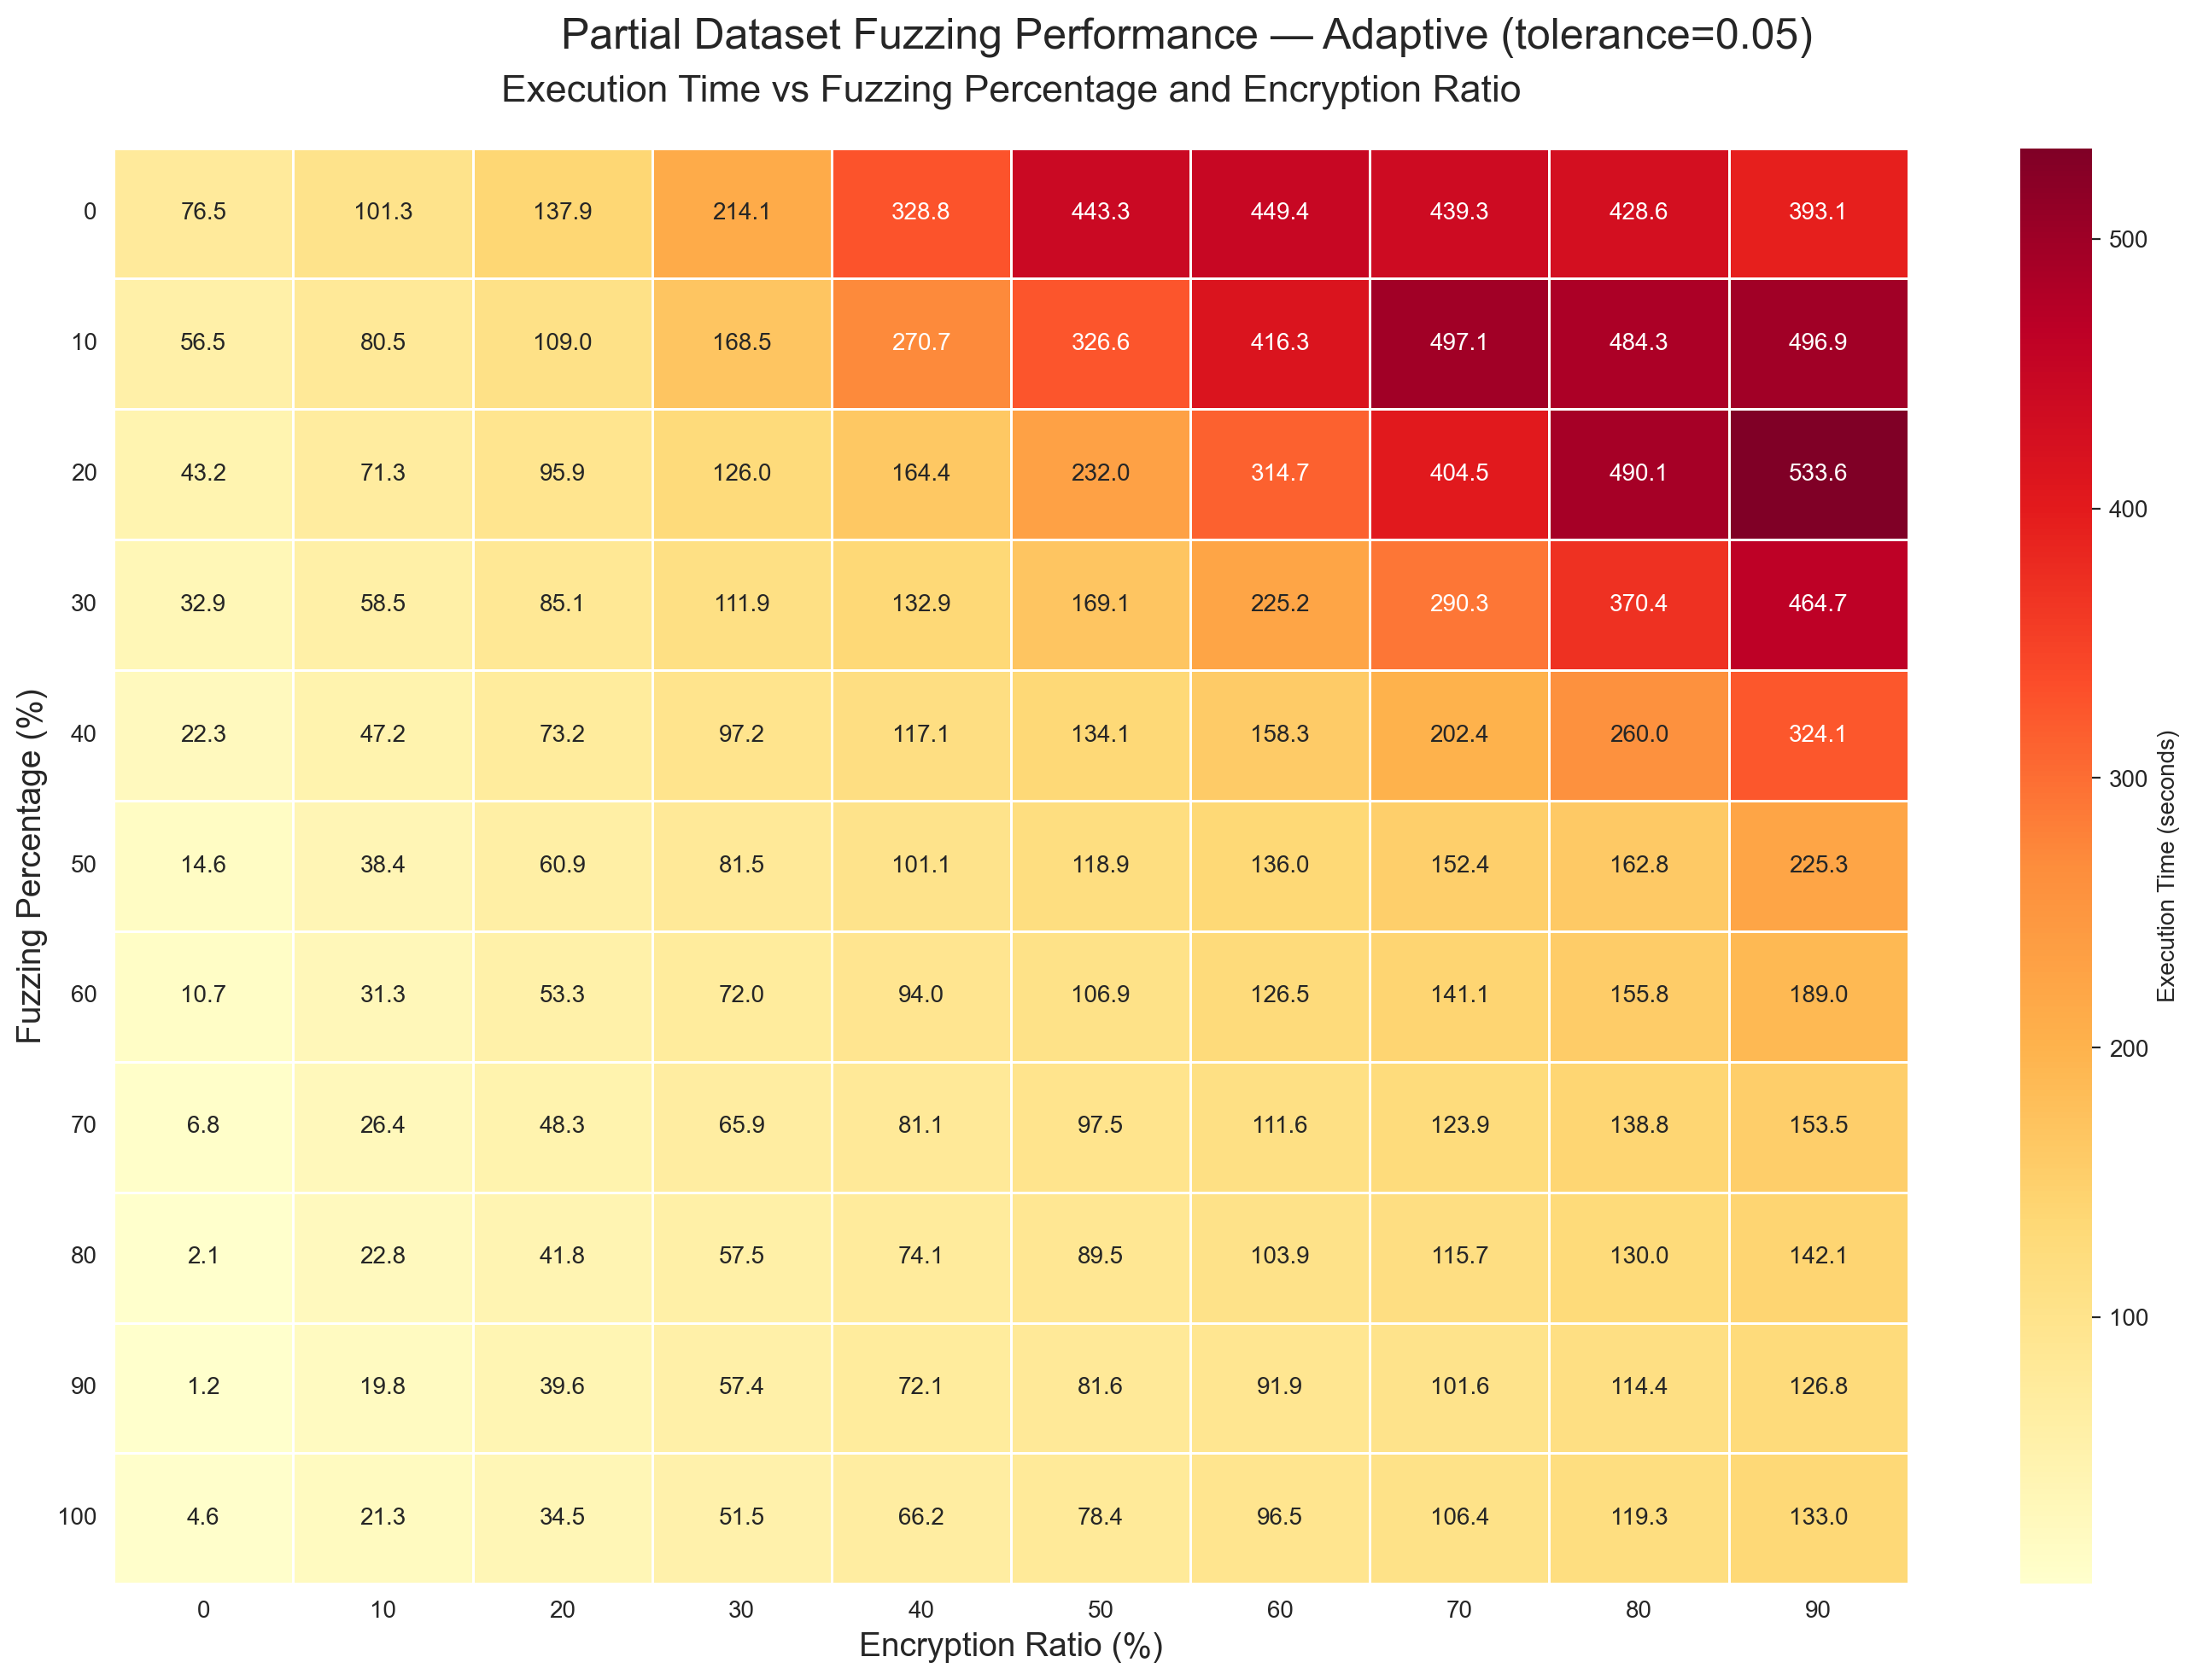 Partial Dataset Fuzzing Performance — Adaptive (tolerance=0.05)
Execution Time vs Fuzzing Percentage and Encryption Ratio
Fuzzing Percentage (%)
0 76.5 101.3 137.9 214.1 328.8 443.3 449.4 439.3 428.6 393.1
10 56.5 80.5 109.0 168.5 270.7 326.6 416.3 497.1 484.3 496.9
20 43.2 71.3 95.9 126.0 164.4 232.0 314.7 404.5 490.1 533.6
30 32.9 58.5 85.1 111.9 132.9 169.1 225.2 290.3 370.4 464.7
40 22.3 47.2 73.2 97.2 117.1 134.1 158.3 202.4 260.0 324.1
50 14.6 38.4 60.9 81.5 101.1 118.9 136.0 152.4 162.8 225.3
60 10.7 31.3 53.3 72.0 94.0 106.9 126.5 141.1 155.8 189.0
70 6.8 26.4 48.3 65.9 81.1 97.5 111.6 123.9 138.8 153.5
80 2.1 22.8 41.8 57.5 74.1 89.5 103.9 115.7 130.0 142.1
90 1.2 19.8 39.6 57.4 72.1 81.6 91.9 101.6 114.4 126.8
100 4.6 21.3 34.5 51.5 66.2 78.4 96.5 106.4 119.3 133.0
0 10 20 30 40 50 60 70 80 90
Encryption Ratio (%)
500
400
300
200
100
Execution Time (seconds)